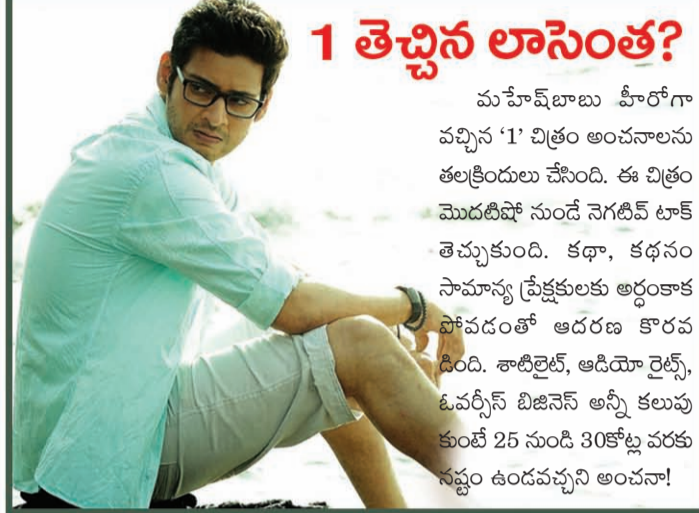 1 తెచ్చిన లాసెంత?
మహేష్‌బాబు హీరోగా
వచ్చిన ‘1’ చిత్రం అంచనాలను
తలక్రిందులు చేసింది. ఈ చిత్రం
మొదటిషో నుండే నెగటివ్ టాక్
తెచ్చుకుంది. కథా, కథనం
సామాన్య ప్రేక్షకులకు అర్ధంకాక
పోవడంతో ఆదరణ కొరవ
డింది. శాటిలైట్, ఆడియో రైట్స్,
ఓవర్సీస్ బిజినెస్ అన్నీ కలుపు
కుంటే 25 నుండి 30కోట్ల వరకు
నష్టం ఉండవచ్చని అంచనా!